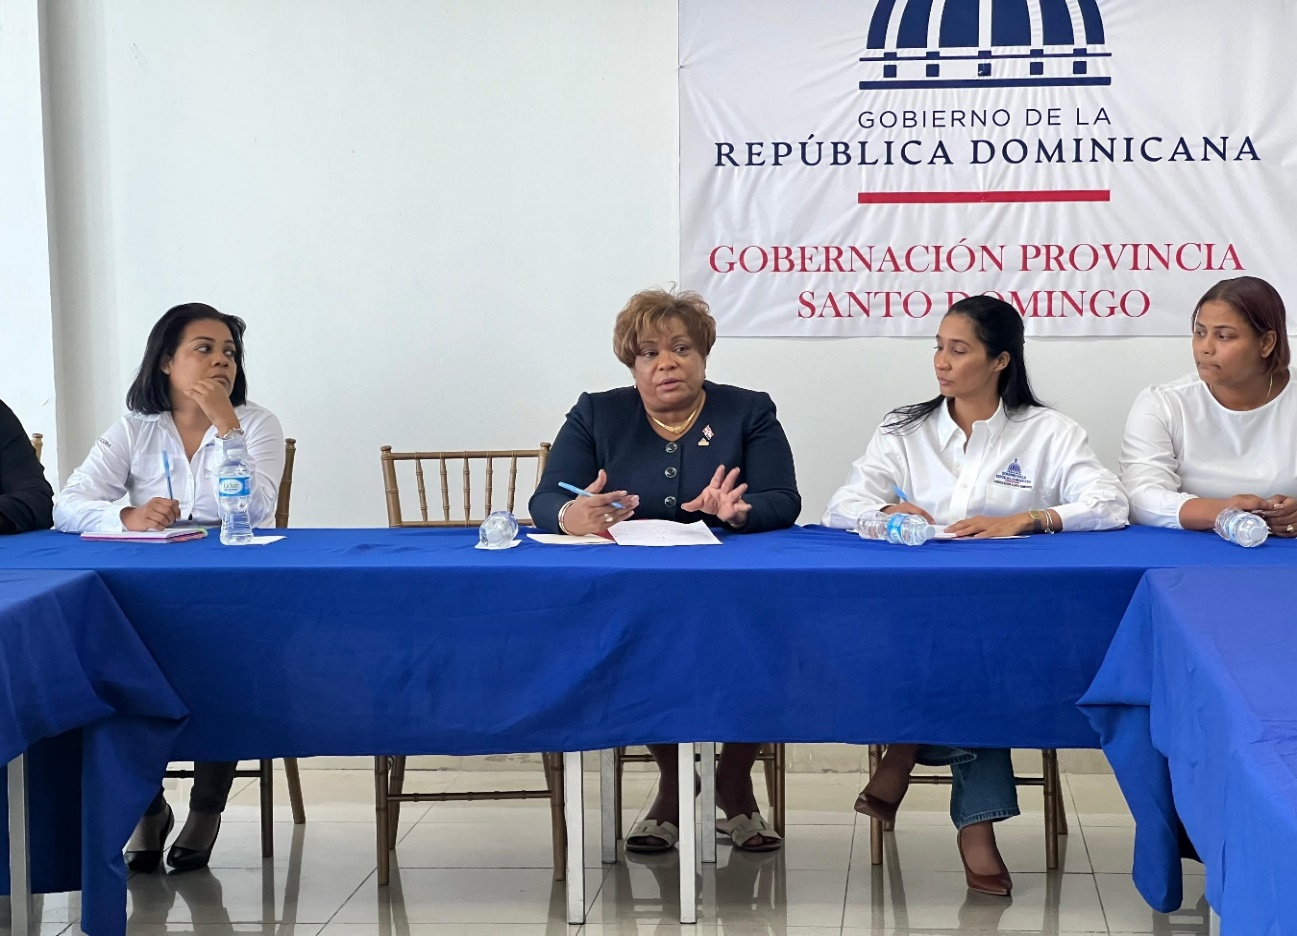 GOBIERNO DE LA
REPÚBLICA DOMINICANA
GOBERNACIÓN PROVINCIA
SANTO DOMINGO